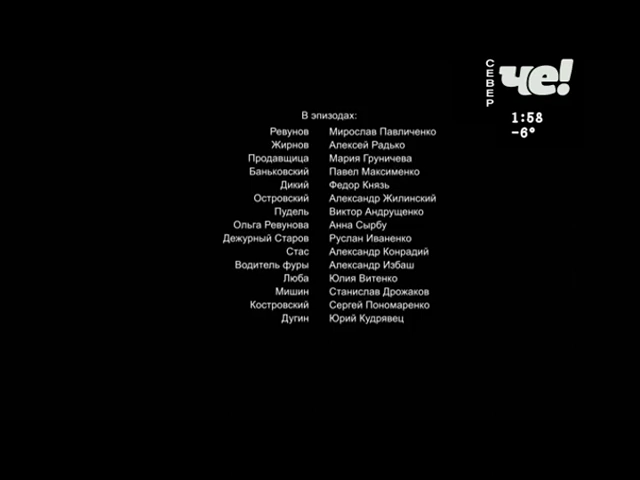 СЕВЕР
че!
1:58
-6°
В эпизодах:
Ревунов Мирослав Павличенко
Жирнов Алексей Радько
Продавщица Мария Груничева
Баньковский Павел Максименко
Дикий Федор Князь
Островский Александр Жилинский
Пудель Виктор Андрущенко
Ольга Ревунова Анна Сырбу
Дежурный Старов Руслан Иваненко
Стас Александр Конрадий
Водитель фуры Александр Избаш
Люба Юлия Витенко
Мишин Станислав Дрожаков
Костровский Сергей Пономаренко
Дугин Юрий Кудрявец